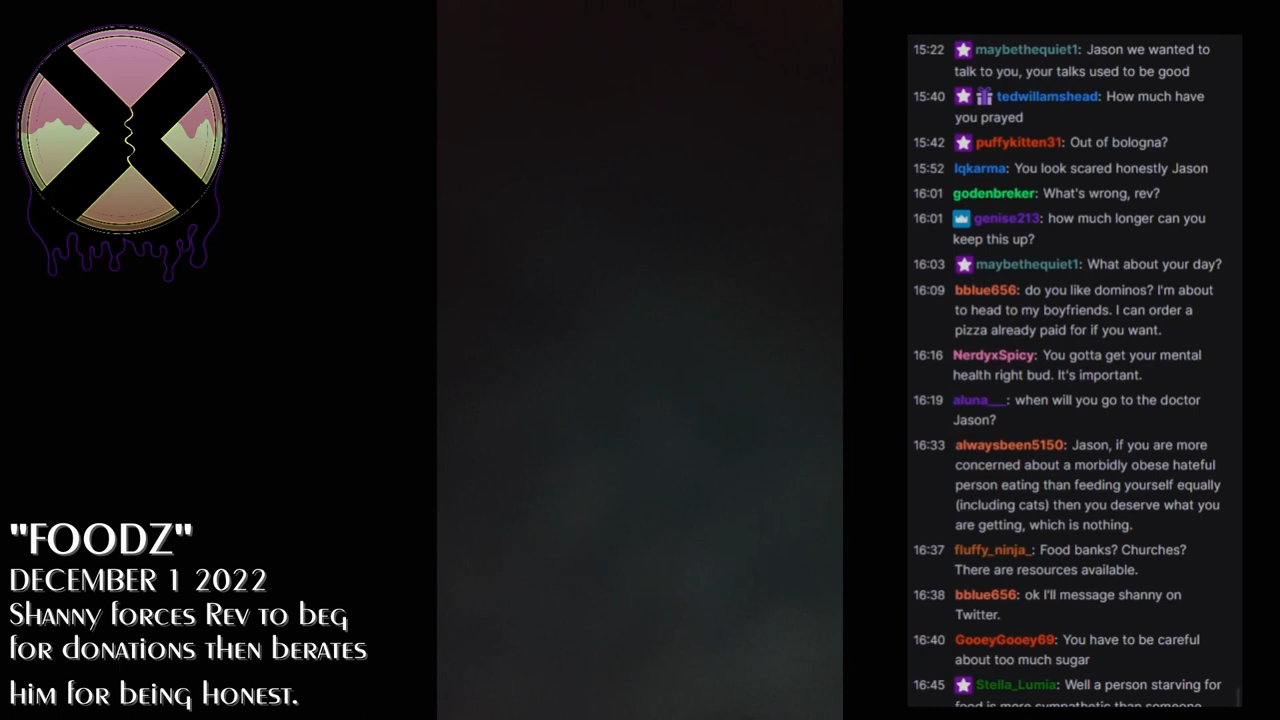 "FOODZ"
DECEMBER 1 2022
Shanny forces Rev to beg
for donations then berates
him for being honest.
15:22 maybethequiet1: Jason we wanted to
talk to you, your talks used to be good
15:40 tedwillamshead: How much have
you prayed
15:42 puffykitten31: Out of bologna?
15:52 Iqkarma: You look scared honestly Jason
16:01 godenbreker: What's wrong, rev?
16:01 genise213: how much longer can you
keep this up?
16:03 maybethequiet1: What about your day?
16:09 bblue656: do you like dominos? I'm about
to head to my boyfriends. I can order a
pizza already paid for if you want.
16:16 NerdyxSpicy: You gotta get your mental
health right bud. It's important.
16:19 aluna___: when will you go to the doctor
Jason?
16:33 alwaysbeen5150: Jason, if you are more
concerned about a morbidly obese hateful
person eating than feeding yourself equally
(including cats) then you deserve what you
are getting, which is nothing.
16:37 fluffy_ninja_: Food banks? Churches?
There are resources available.
16:38 bblue656: ok I'll message shanny on
Twitter.
16:40 GooeyGooey69: You have to be careful
about too much sugar
16:45 Stella_Lumia: Well a person starving for
food is more sympathetic than someone